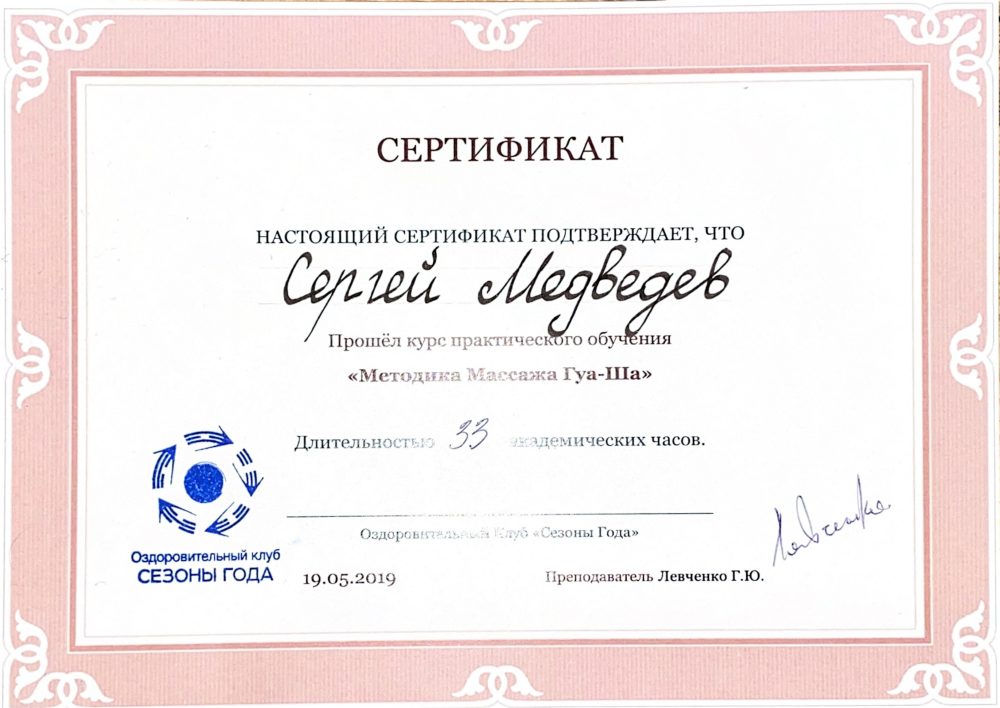 СЕРТИФИКАТ
НАСТОЯЩИЙ СЕРТИФИКАТ ПОДТВЕРЖДАЕТ, ЧТО
Сергей Медведев
Прошёл курс практического обучения
«Методика Массажа Гуа-Ша»
Длительностью 33 академических часов.
Оздоровительный Клуб «Сезоны Года»
Оздоровительный клуб
СЕЗОНЫ ГОДА
19.05.2019
Преподаватель Левченко Г.Ю.
Левченко